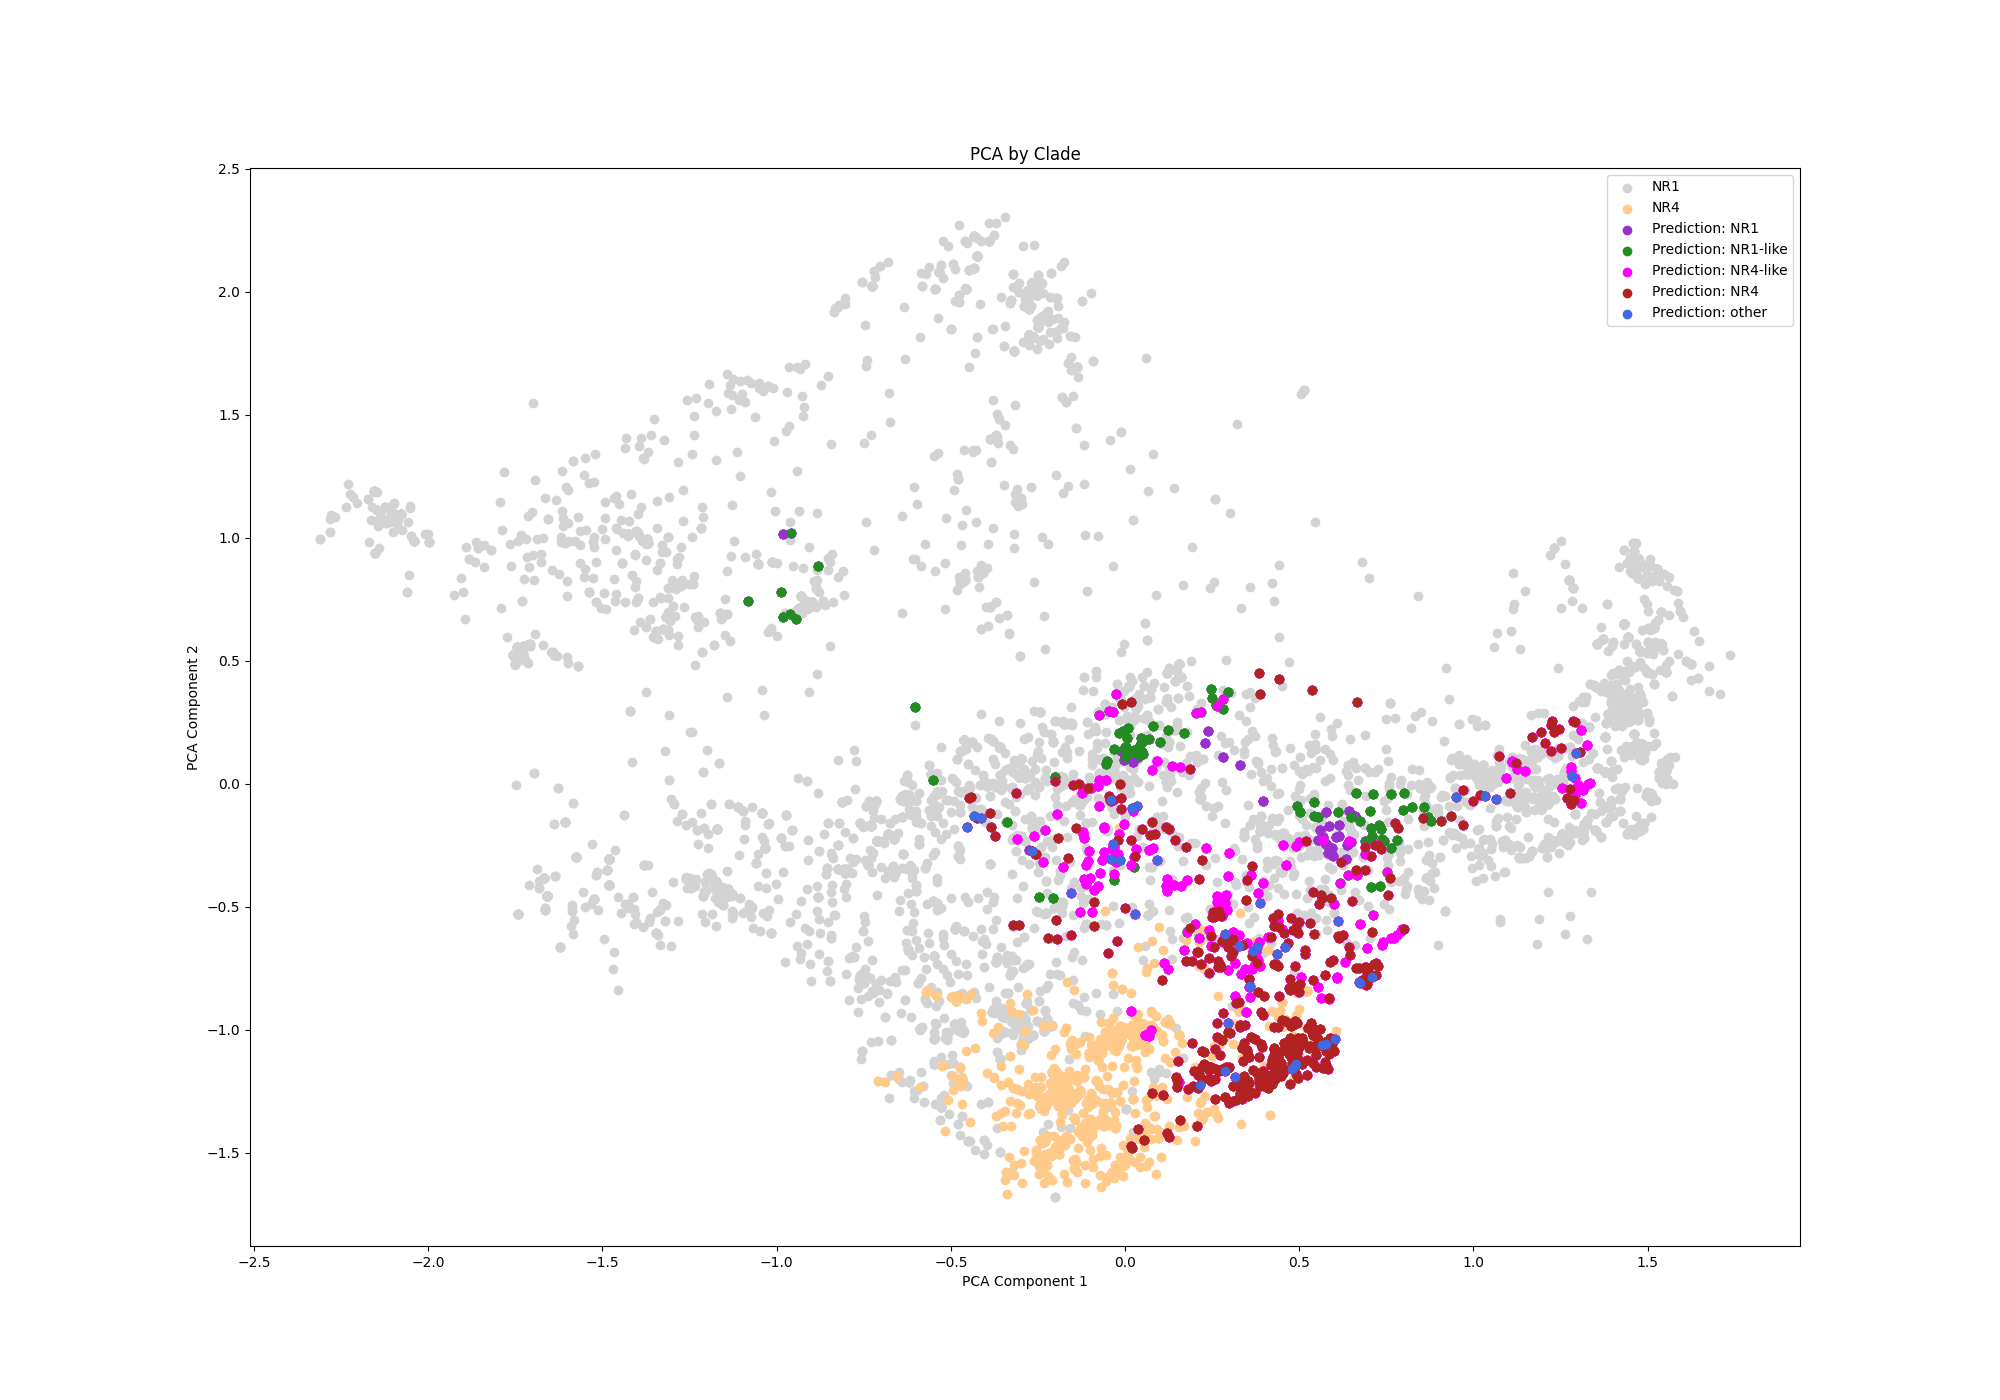 PCA by Clade
2.5
2.0
1.5
1.0
0.5
0.0
−0.5
−1.0
−1.5
PCA Component 2
NR1
NR4
Prediction: NR1
Prediction: NR1-like
Prediction: NR4-like
Prediction: NR4
Prediction: other
−2.5 −2.0 −1.5 −1.0 −0.5 0.0 0.5 1.0 1.5
PCA Component 1